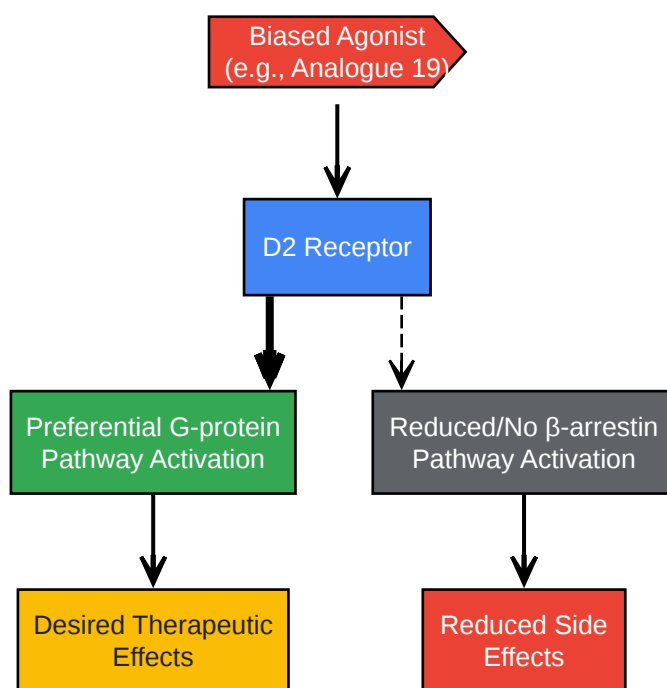 Biased Agonist
(e.g., Analogue 19)
D2 Receptor
Preferential G-protein
Pathway Activation
Reduced/No β-arrestin
Pathway Activation
Desired Therapeutic
Effects
Reduced Side
Effects